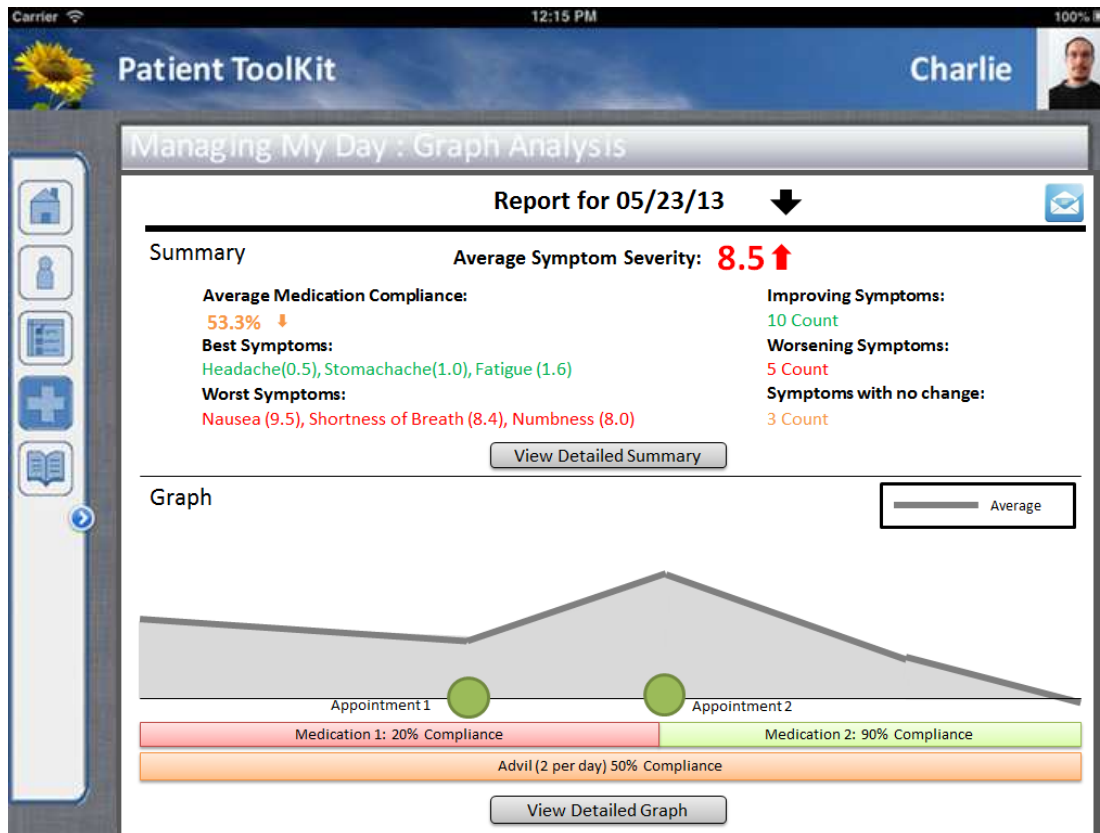 Carrier 12:15 PM 100%
Patient ToolKit Charlie
Managing My Day : Graph Analysis
Report for 05/23/13
Summary
Average Symptom Severity: 8.5
Average Medication Compliance:
53.3%
Best Symptoms:
Headache(0.5), Stomachache(1.0), Fatigue (1.6)
Worst Symptoms:
Nausea (9.5), Shortness of Breath (8.4), Numbness (8.0)
Improving Symptoms:
10 Count
Worsening Symptoms:
5 Count
Symptoms with no change:
3 Count
View Detailed Summary
Graph
Average
Appointment 1
Appointment 2
Medication 1: 20% Compliance
Medication 2: 90% Compliance
Advil (2 per day) 50% Compliance
View Detailed Graph